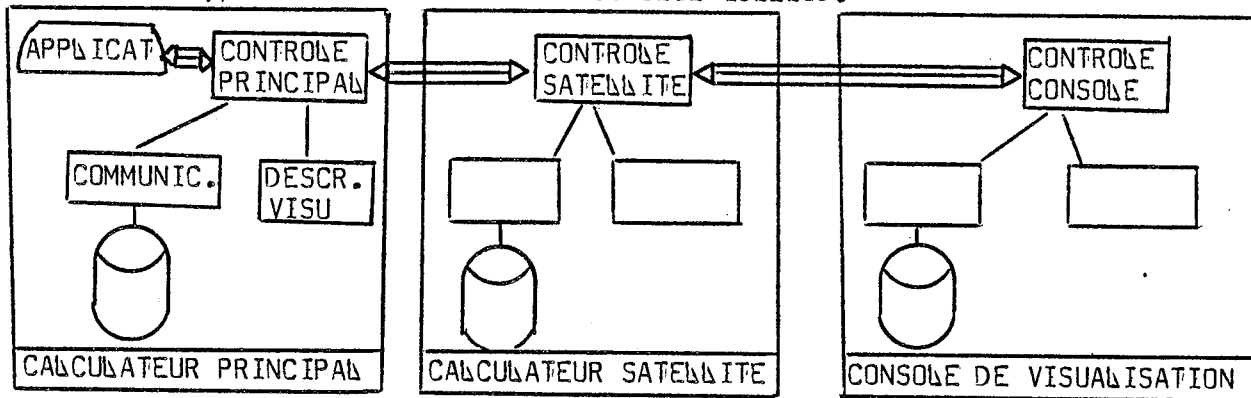 APPLICAT
CONTROLE
PRINCIPAL
COMMUNIC.
DESCR.
VISU
CALCULATEUR PRINCIPAL
CONTROLE
SATELLITE
CALCULATEUR SATELLITE
CONTROLE
CONSOLE
CONSOLE DE VISUALISATION